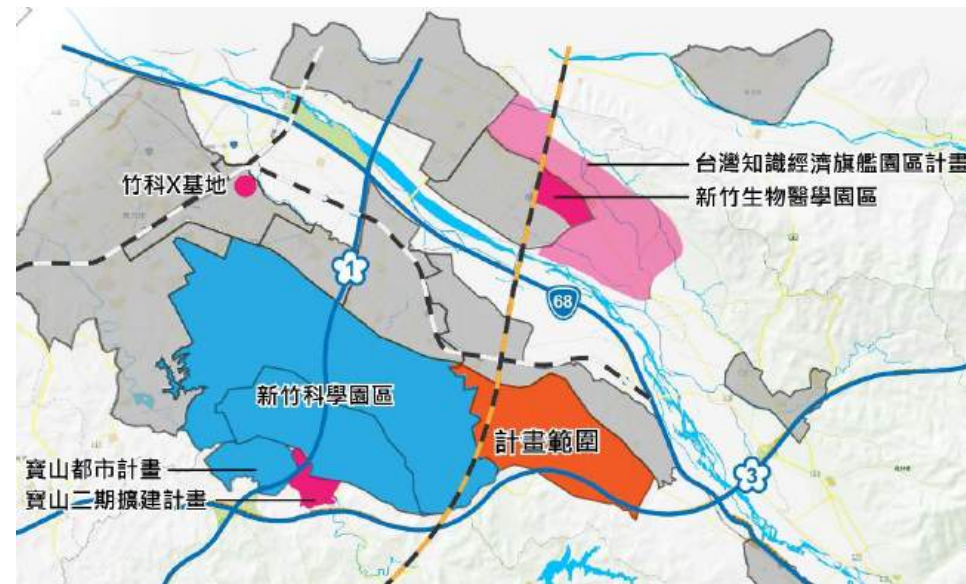 台灣知識經濟旗艦園區計畫
竹科X基地
新竹生物醫學園區
1
68
新竹科學園區
計畫範圍
寶山都市計畫
3
寶山二期擴建計畫